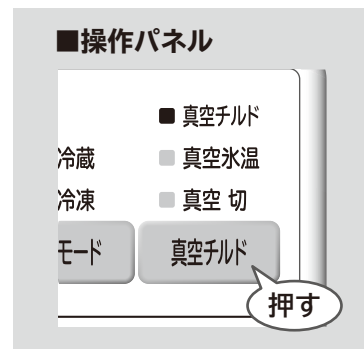 ■操作パネル
■ 真空チルド
冷蔵 ■ 真空氷温
冷凍 ■ 真空 切
モード 真空チルド
押す